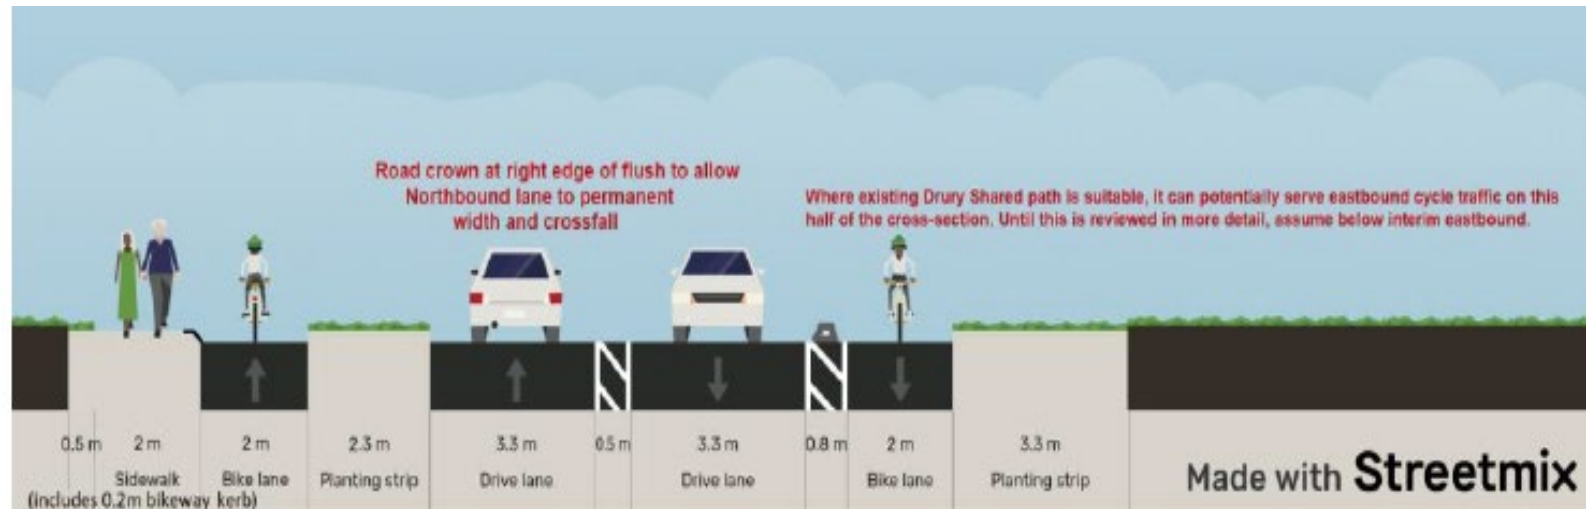 Road crown at right edge of flush to allow
Northbound lane to permanent
width and crossfall
Where existing Drury Shared path is suitable, it can potentially serve eastbound cycle traffic on this
half of the cross-section. Until this is reviewed in more detail, assume below interim eastbound.
0.5 m 2 m 2 m 2.3 m 3.3 m 0.5 m 3.3 m 0.8 m 2 m 3.3 m
Sidewalk Bike lane Planting strip Drive lane Drive lane Bike lane Planting strip
(includes 0.2m bikeway kerb)
Made with Streetmix